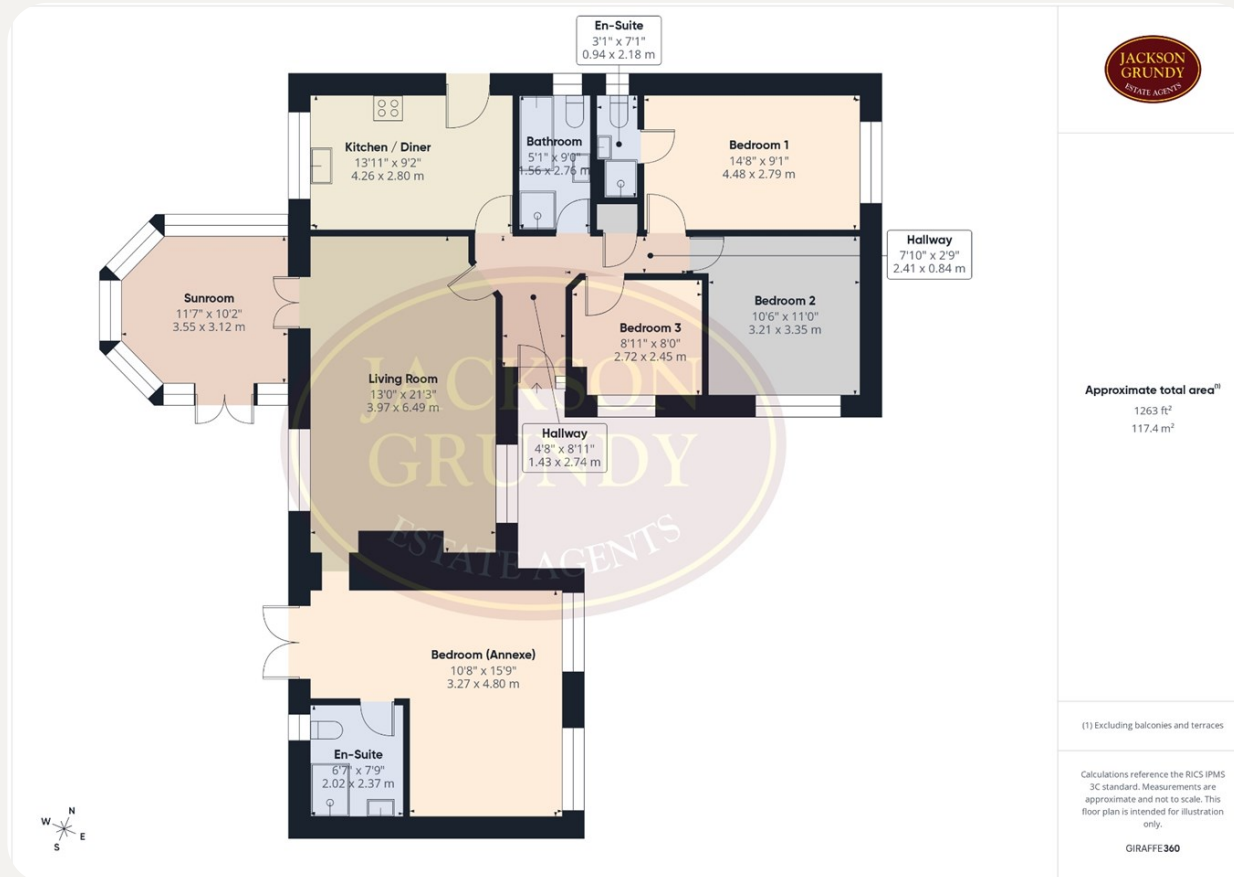 En-Suite
3'1" x 7'1"
0.94 x 2.18 m
JACKSON
GRUNDY
ESTATE AGENTS
Kitchen / Diner
13'11" x 9'2"
4.26 x 2.80 m
Bathroom
5'1" x 9'0"
1.56 x 2.76 m
Bedroom 1
14'8" x 9'1"
4.48 x 2.79 m
Hallway
7'10" x 2'9"
2.41 x 0.84 m
Sunroom
11'7" x 10'2"
3.55 x 3.12 m
Bedroom 2
10'6" x 11'0"
3.21 x 3.35 m
Bedroom 3
8'11" x 8'0"
2.72 x 2.45 m
Living Room
13'0" x 21'3"
3.97 x 6.49 m
JACKSON
GRUNDY
ESTATE AGENTS
Hallway
4'8" x 8'11"
1.43 x 2.74 m
Bedroom (Annexe)
10'8" x 15'9"
3.27 x 4.80 m
En-Suite
6'7" x 7'9"
2.02 x 2.37 m
N
W
E
S
Approximate total area(1)
1263 ft²
117.4 m²
(1) Excluding balconies and terraces
Calculations reference the RICS IPMS
3C standard. Measurements are
approximate and not to scale. This
floor plan is intended for illustration
only.
GIRAFFE360